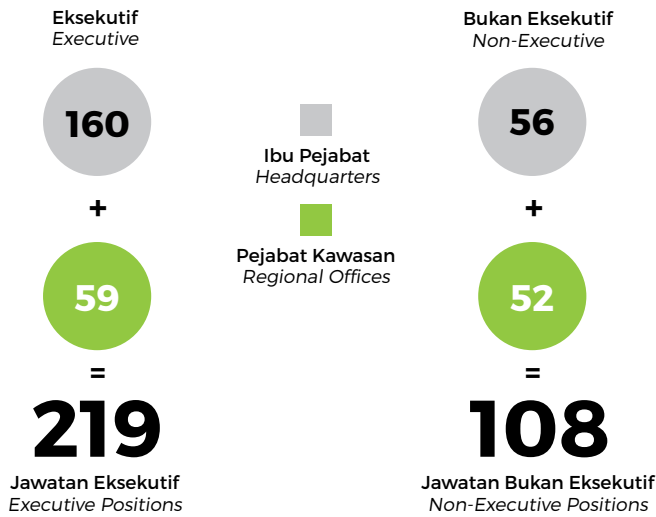 Eksekutif
Executive
160
+
59
=
219
Jawatan Eksekutif
Executive Positions
Ibu Pejabat
Headquarters
Pejabat Kawasan
Regional Offices
Bukan Eksekutif
Non-Executive
56
+
52
=
108
Jawatan Bukan Eksekutif
Non-Executive Positions